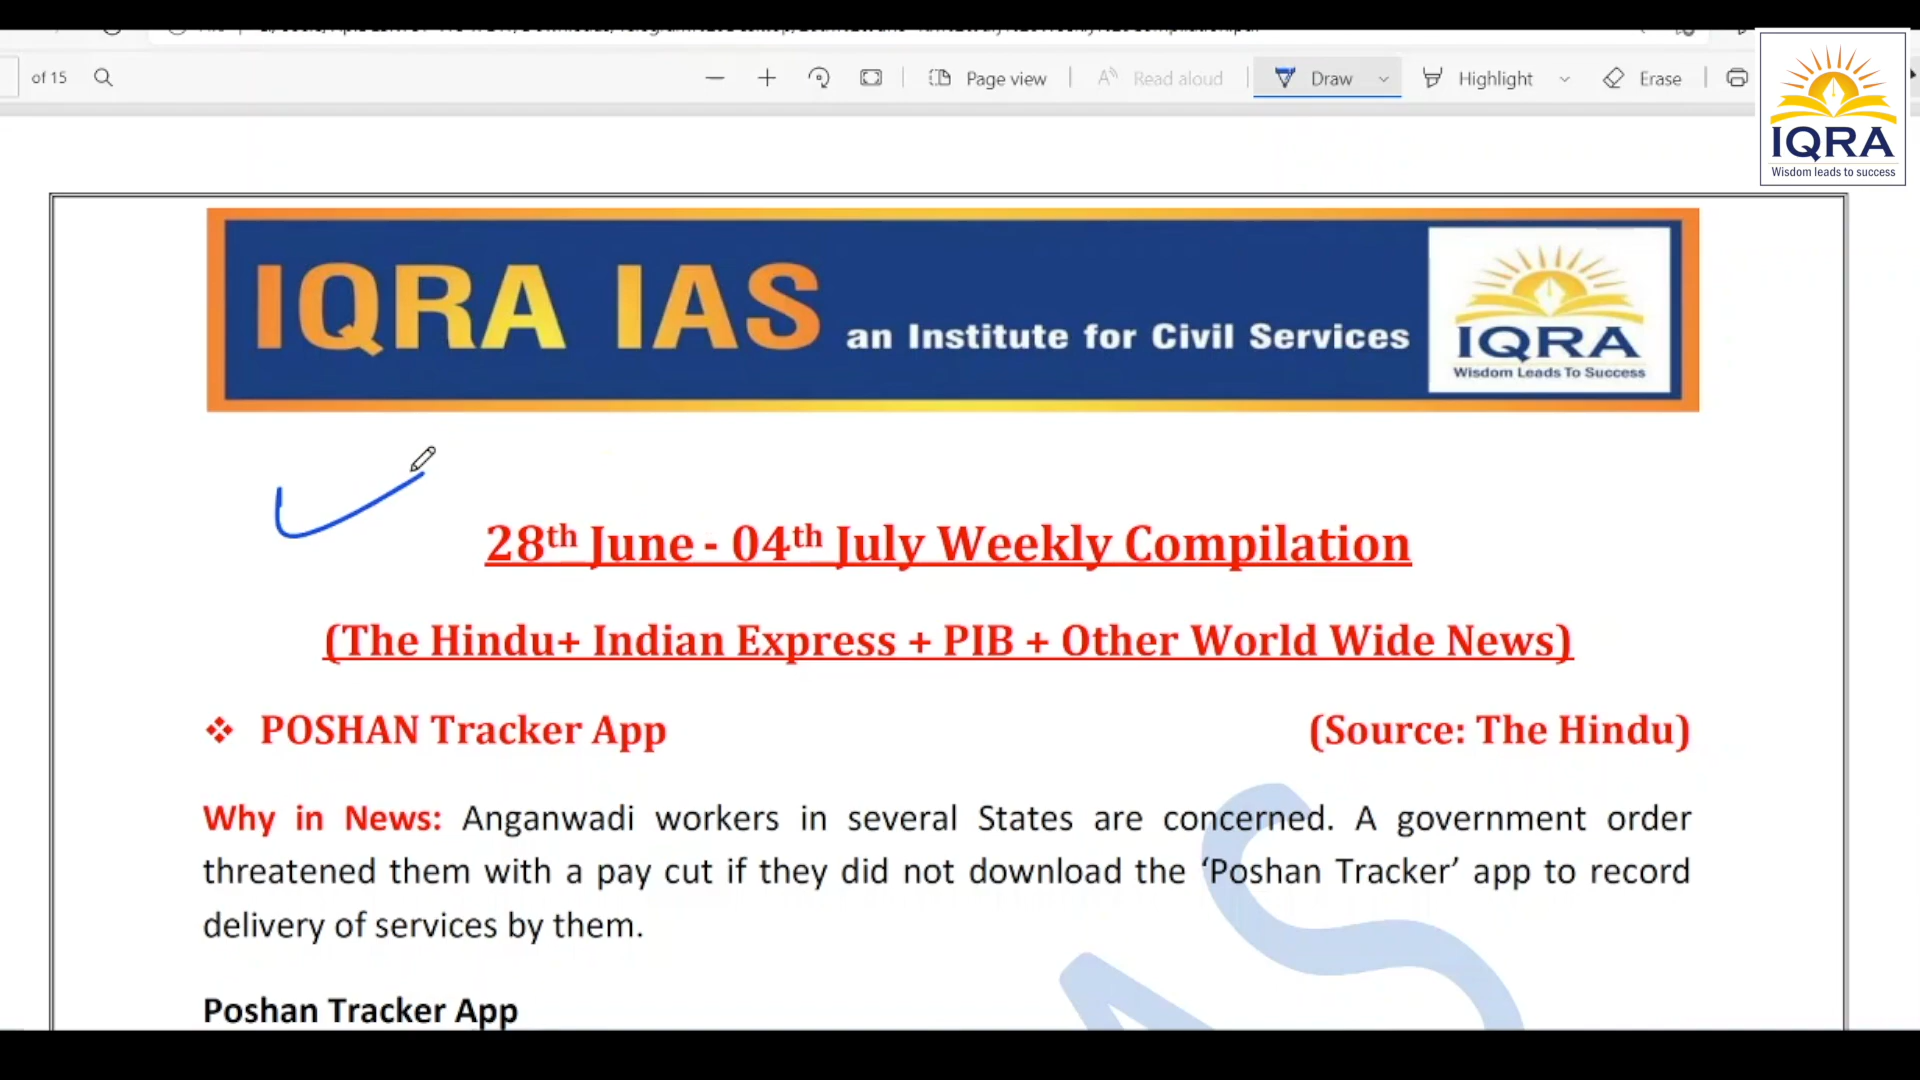 of 15
Page view
Read aloud
Draw
Highlight
Erase
IQRA
Wisdom leads to success
IQRA IAS an Institute for Civil Services
IQRA
Wisdom Leads To Success
28th June - 04th July Weekly Compilation
(The Hindu+ Indian Express + PIB + Other World Wide News)
❖ POSHAN Tracker App (Source: The Hindu)
Why in News: Anganwadi workers in several States are concerned. A government order
threatened them with a pay cut if they did not download the ‘Poshan Tracker’ app to record
delivery of services by them.
Poshan Tracker App